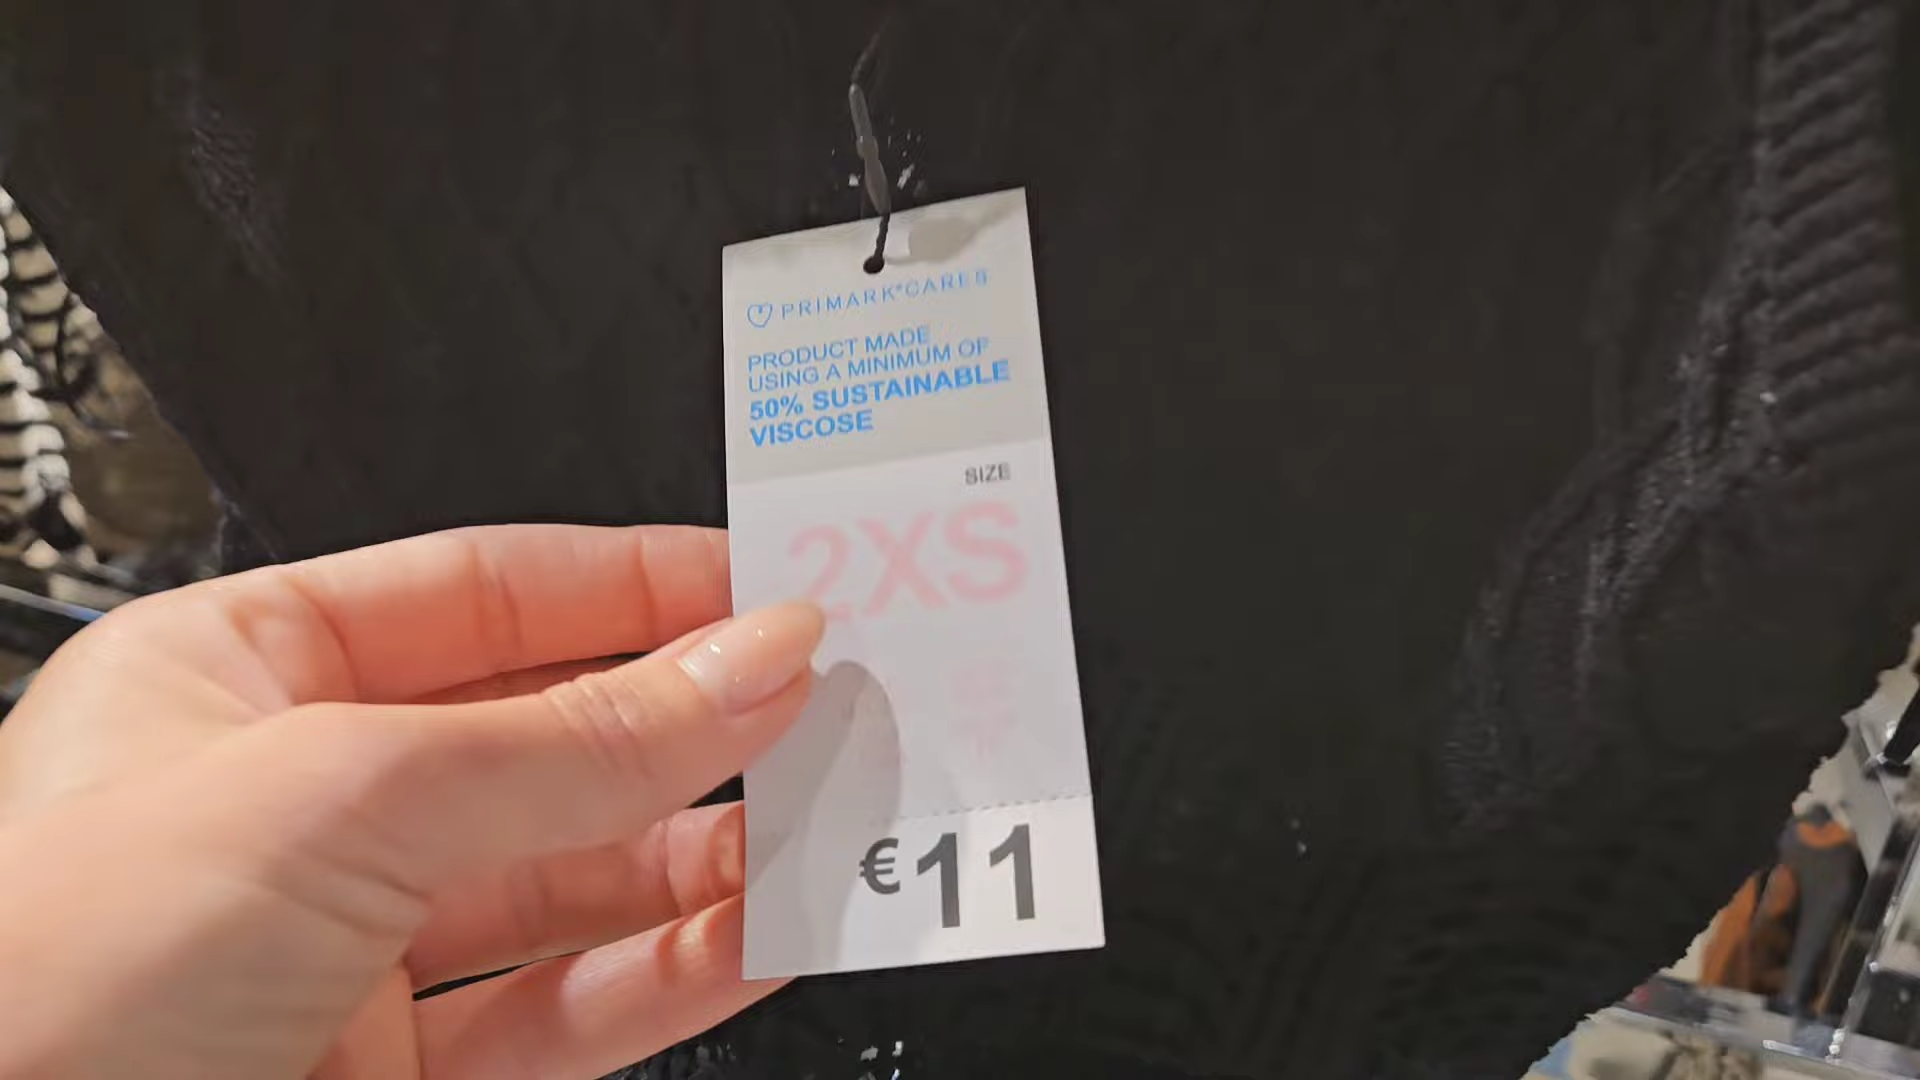 PRIMARK®CARES
PRODUCT MADE
USING A MINIMUM OF
50% SUSTAINABLE
VISCOSE
SIZE
2XS
€11